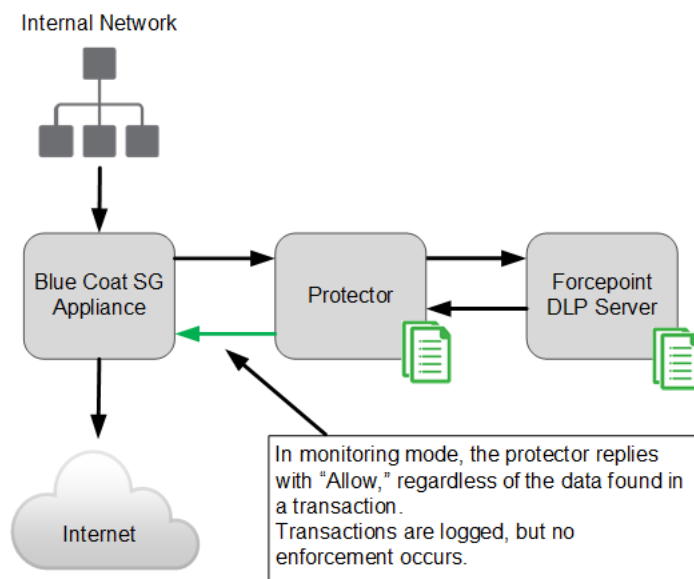 Internal Network
Blue Coat SG
Appliance
Protector
Forcepoint
DLP Server
In monitoring mode, the protector replies
with “Allow,” regardless of the data found in
a transaction.
Transactions are logged, but no
enforcement occurs.
Internet